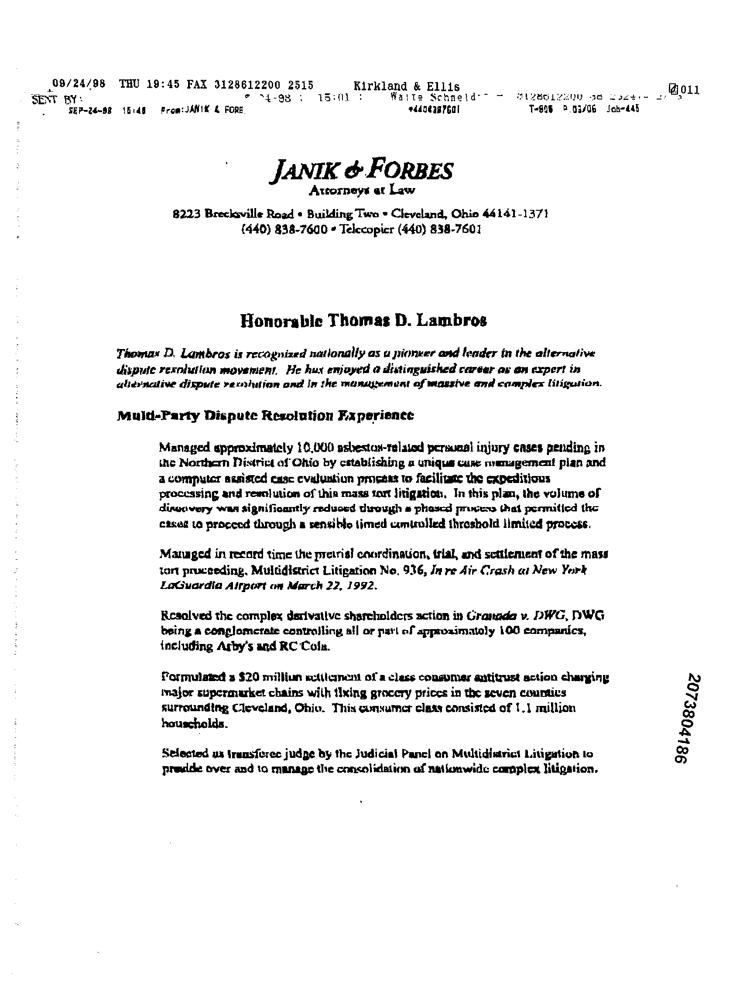 09/24/98 THU 19:45 FAX 3128612200 2515 Kirkland & Ellis 011
SENT BY: 24-98 ; 15:01 ; Waite Schneid
SEP-24-98 15:48 From:JANIK & FORE T-805 P.03/06 Job-445
JANIK & FORBES
Attorneys at Law
8223 Brecksville Road • Building Two • Cleveland, Ohio 44141-1371
(440) 838-7600 • Telecopier (440) 838-7601
Honorable Thomas D. Lambros
Thomas D. Lambros is recognized nationally as a pioneer and leader in the alternative
dispute resolution movement. He has enjoyed a distinguished career as an expert in
alternative dispute resolution and in the management of massive and complex litigation.
Multi-Party Dispute Resolution Experience
Managed approximately 10,000 asbestos-related personal injury cases pending in
the Northern District of Ohio by establishing a unique case management plan and
a computer assisted case evaluation process to facilitate the expeditious
processing and resolution of this mass tort litigation. In this plan, the volume of
discovery was significantly reduced through a phased process that permitted the
cases to proceed through a sensible timed controlled threshold limited process.
Managed in record time the pretrial coordination, trial, and settlement of the mass
tort proceeding, Multidistrict Litigation No. 936, In re Air Crash at New York
LaGuardia Airport on March 22, 1992.
Resolved the complex derivative shareholders action in Granada v. DWG, DWG
being a conglomerate controlling all or part of approximately 100 companies,
including Arby's and RC Cola.
Formulated a $20 million settlement of a class consumer antitrust action charging
major supermarket chains with fixing grocery prices in the seven counties
surrounding Cleveland, Ohio. This consumer class consisted of 1.1 million
households.
Selected as transferee judge by the Judicial Panel on Multidistrict Litigation to
preside over and to manage the consolidation of nationwide complex litigation.
2073804186